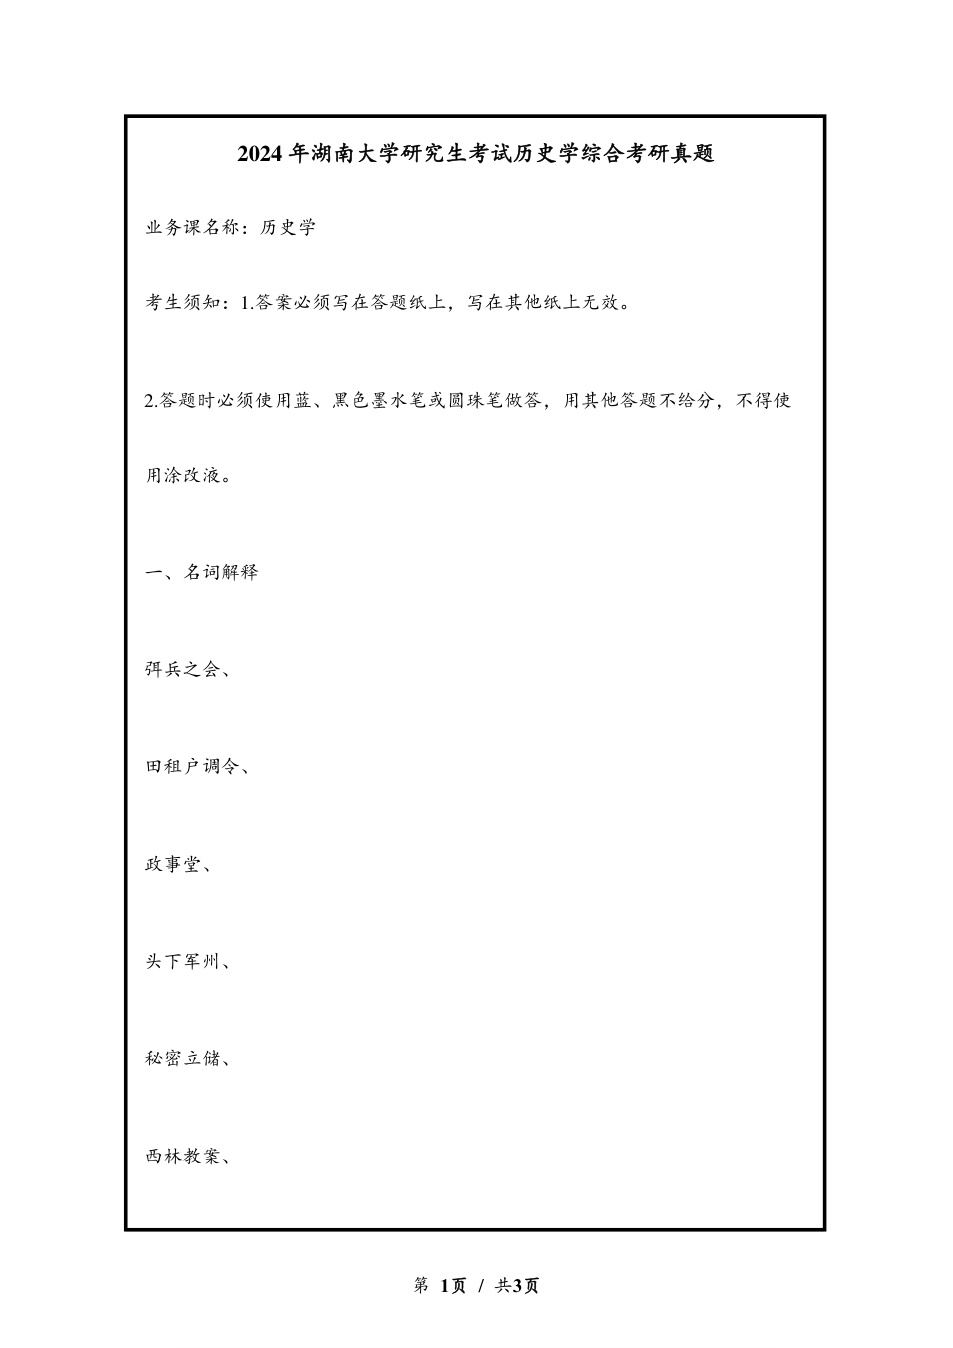 2024 年湖南大学研究生考试历史学综合考研真题
业务课名称：历史学
考生须知：1.答案必须写在答题纸上，写在其他纸上无效。
2.答题时必须使用蓝、黑色墨水笔或圆珠笔做答，用其他答题不给分，不得使
用涂改液。
一、名词解释
弭兵之会、
田租户调令、
政事堂、
头下军州、
秘密立储、
西林教案、
第 1页 / 共3页